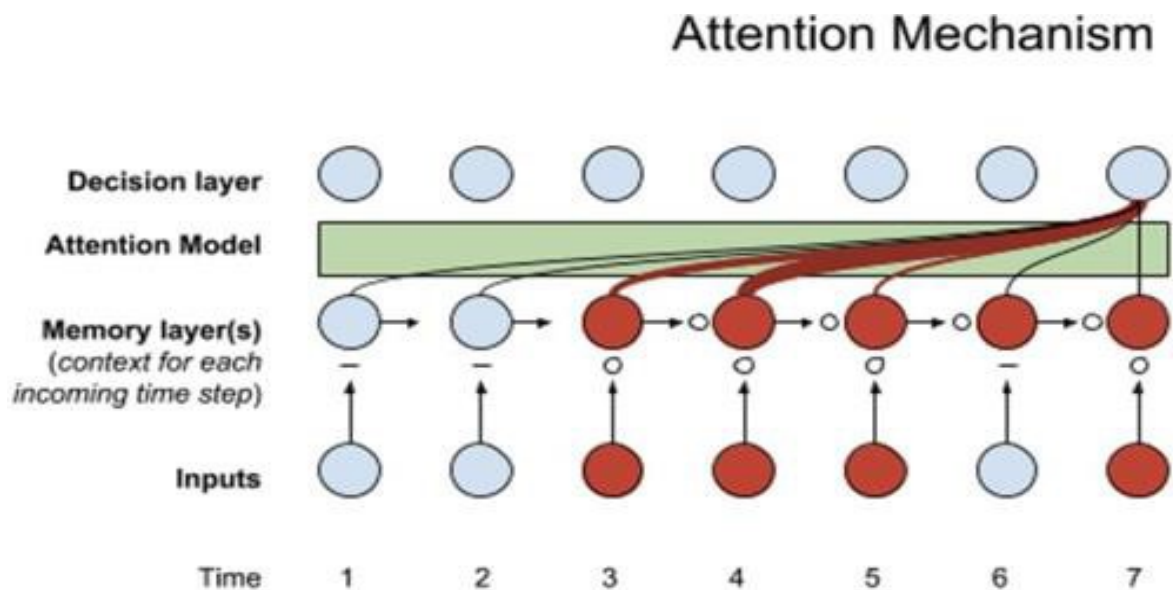 Attention Mechanism
Decision layer
Attention Model
Memory layer(s)
(context for each
incoming time step)
Inputs
Time 1 2 3 4 5 6 7